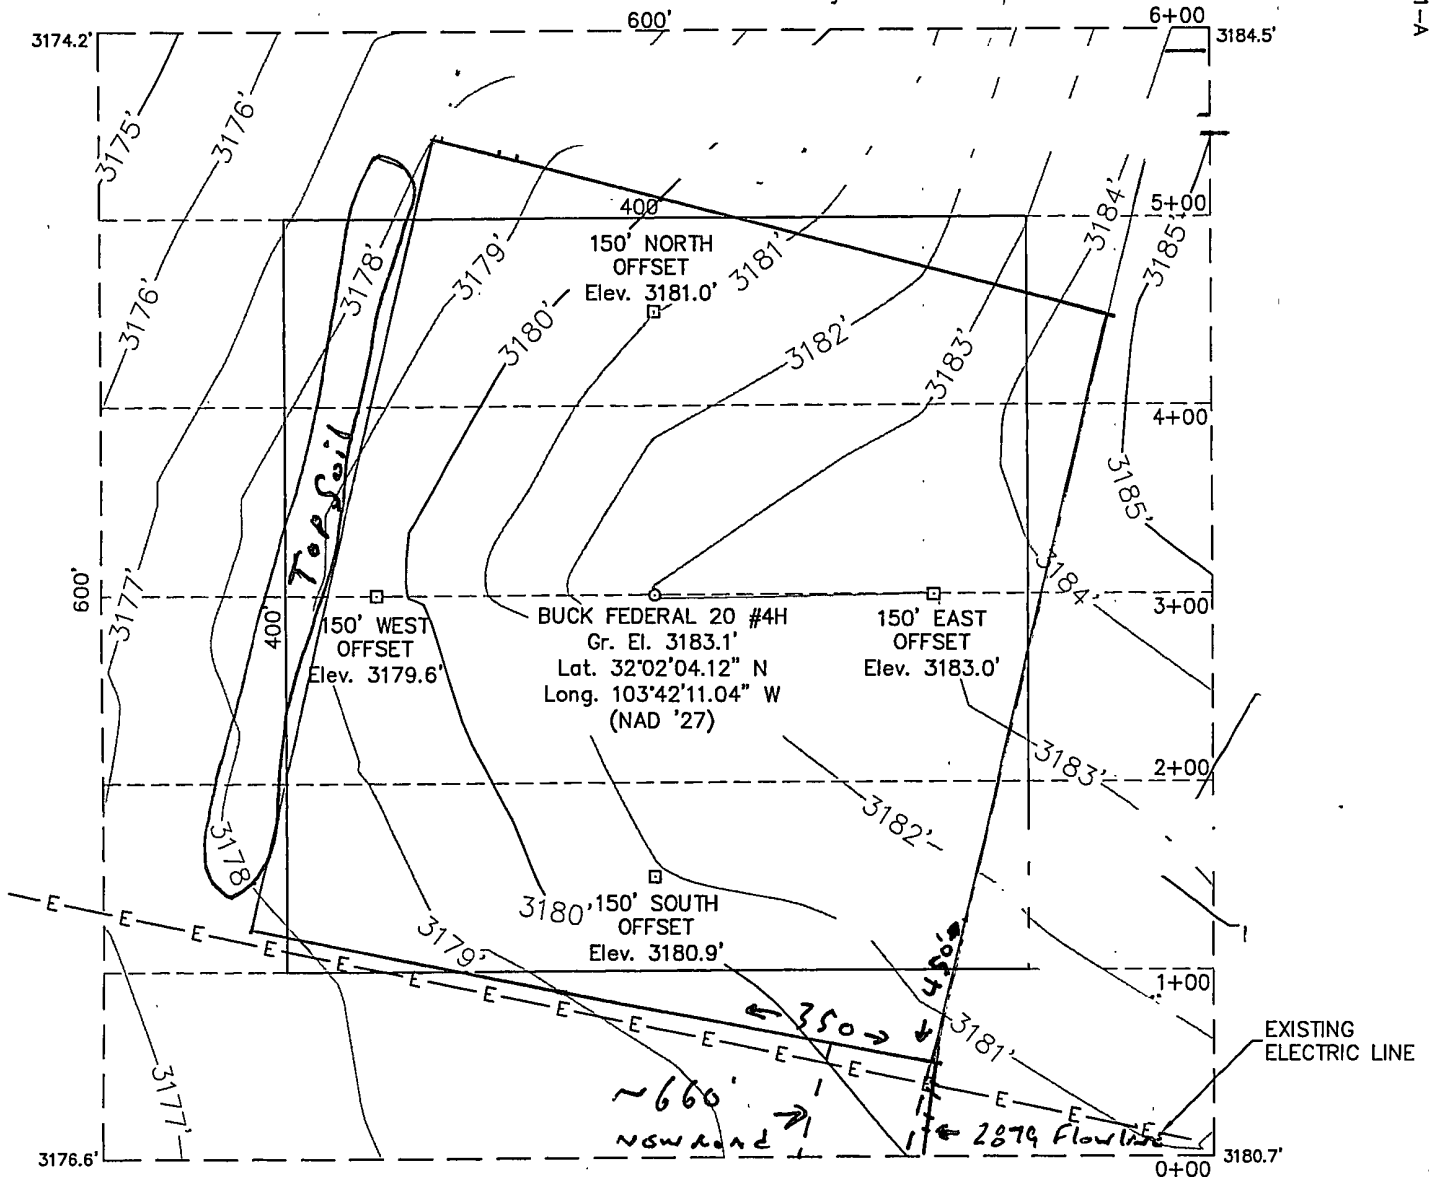 1-A
600'
6+00
3174.2'
3184.5'
3175'
3176'
3176'
3177'
3178'
3179'
3180'
3181'
3182'
3183'
3184'
3185'
5+00
400'
150' NORTH
OFFSET
Elev. 3181.0'
4+00
3185'
Top Soil
600'
400'
150' WEST
OFFSET
Elev. 3179.6'
BUCK FEDERAL 20 #4H
Gr. El. 3183.1'
Lat. 32°02'04.12" N
Long. 103°42'11.04" W
(NAD '27)
150' EAST
OFFSET
Elev. 3183.0'
3+00
3184'
3183'
2+00
3182'
3178
3180'
150' SOUTH
OFFSET
Elev. 3180.9'
3179'
E E E E E E E E E E E E E E E E
450'
1+00
350
3181'
EXISTING
ELECTRIC LINE
3177'
~660'
New Road
2879 Flowline
3176.6'
3180.7'
0+00